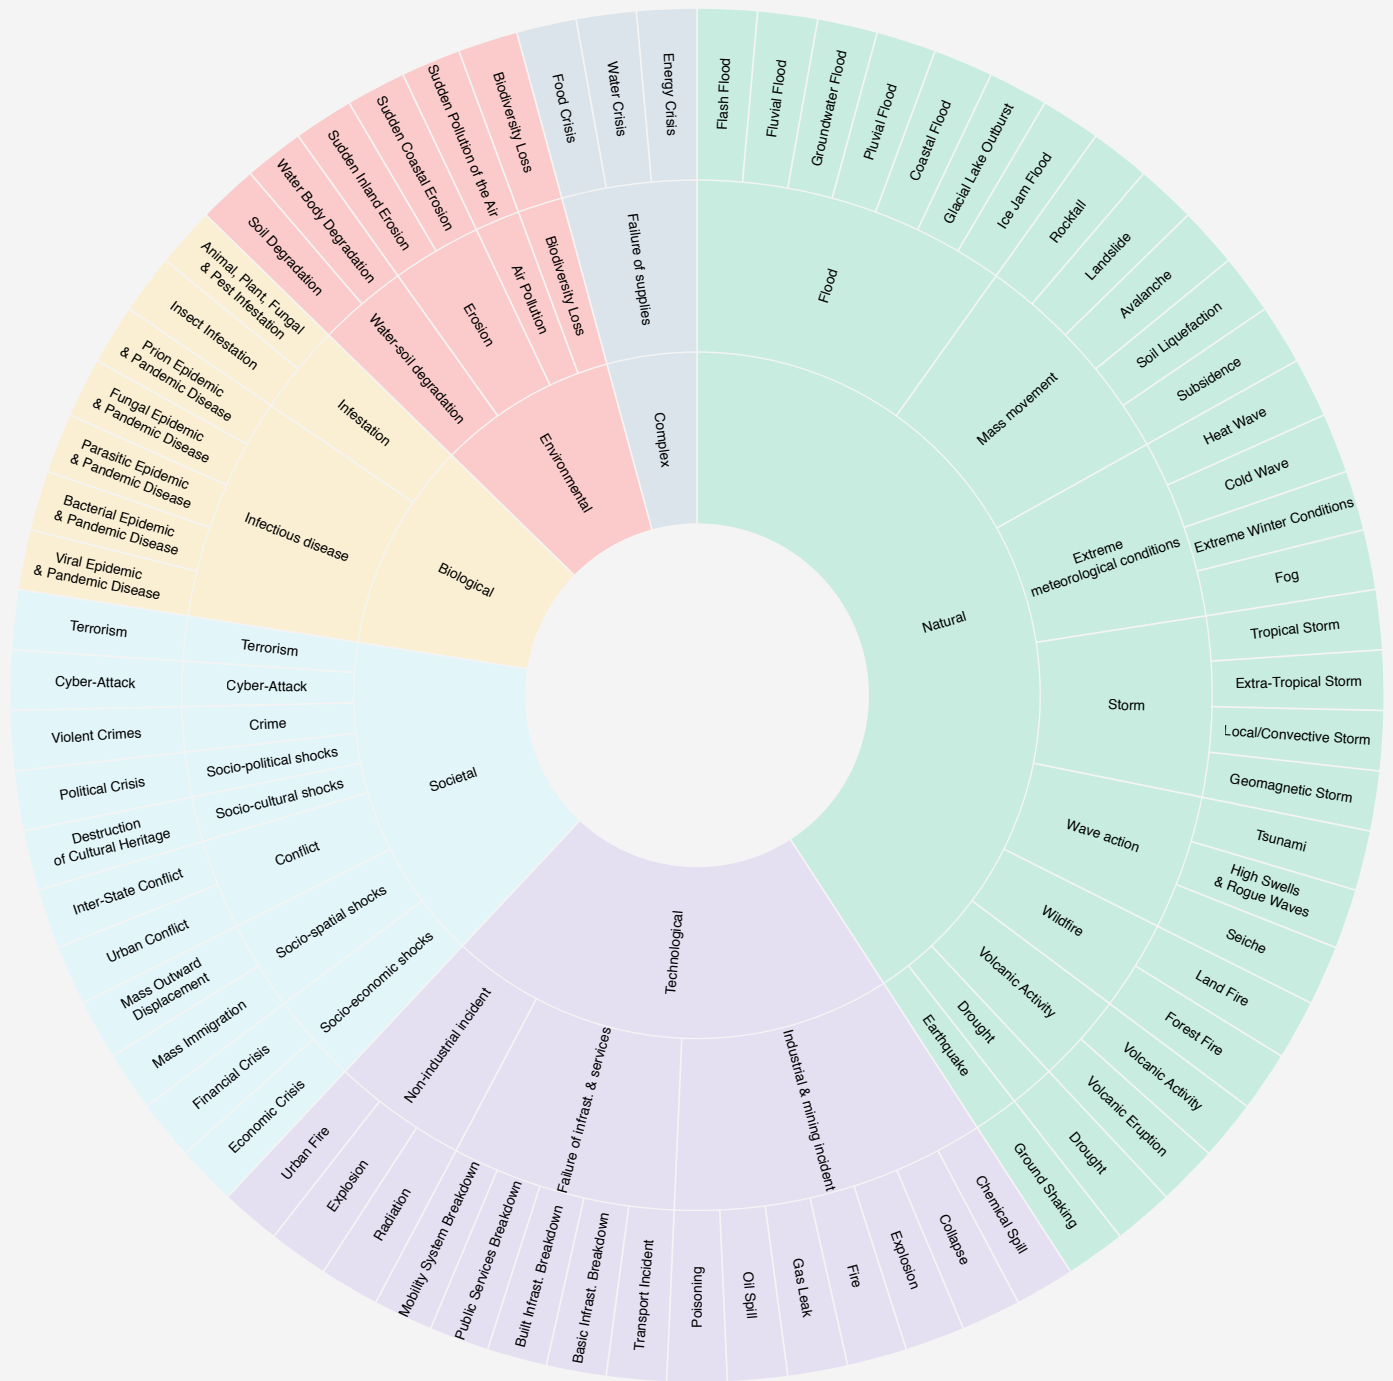 Natural
Flood
Flash Flood
Fluvial Flood
Groundwater Flood
Pluvial Flood
Coastal Flood
Glacial Lake Outburst
Ice Jam Flood
Mass movement
Rockfall
Landslide
Avalanche
Soil Liquefaction
Subsidence
Extreme
meteorological conditions
Heat Wave
Cold Wave
Extreme Winter Conditions
Fog
Storm
Tropical Storm
Extra-Tropical Storm
Local/Convective Storm
Geomagnetic Storm
Wave action
Tsunami
High Swells
& Rogue Waves
Seiche
Wildfire
Land Fire
Forest Fire
Volcanic Activity
Volcanic Activity
Volcanic Eruption
Drought
Drought
Earthquake
Ground Shaking
Technological
Industrial & mining incident
Chemical Spill
Collapse
Explosion
Fire
Gas Leak
Oil Spill
Poisoning
Failure of infrast. & services
Transport Incident
Basic Infrast. Breakdown
Built Infrast. Breakdown
Public Services Breakdown
Mobility System Breakdown
Non-industrial incident
Radiation
Explosion
Urban Fire
Societal
Socio-economic shocks
Economic Crisis
Financial Crisis
Socio-spatial shocks
Mass Immigration
Mass Outward
Displacement
Conflict
Urban Conflict
Inter-State Conflict
Socio-cultural shocks
Destruction
of Cultural Heritage
Socio-political shocks
Political Crisis
Crime
Violent Crimes
Cyber-Attack
Cyber-Attack
Terrorism
Terrorism
Biological
Infectious disease
Viral Epidemic
& Pandemic Disease
Bacterial Epidemic
& Pandemic Disease
Parasitic Epidemic
& Pandemic Disease
Fungal Epidemic
& Pandemic Disease
Prion Epidemic
& Pandemic Disease
Infestation
Insect Infestation
Animal, Plant, Fungal
& Pest Infestation
Environmental
Water-soil degradation
Soil Degradation
Water Body Degradation
Erosion
Sudden Inland Erosion
Sudden Coastal Erosion
Air Pollution
Sudden Pollution of the Air
Biodiversity Loss
Biodiversity Loss
Complex
Failure of supplies
Food Crisis
Water Crisis
Energy Crisis